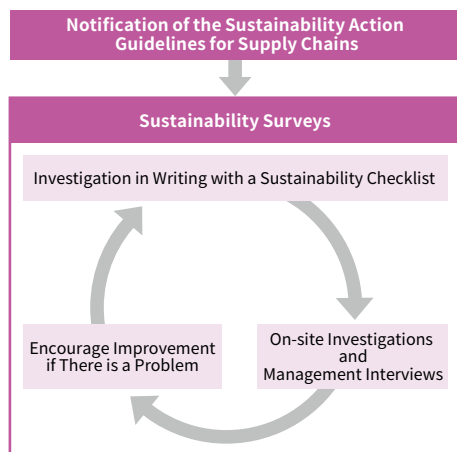 Notification of the Sustainability Action
Guidelines for Supply Chains
Sustainability Surveys
Investigation in Writing with a Sustainability Checklist
On-site Investigations
and
Management Interviews
Encourage Improvement
if There is a Problem